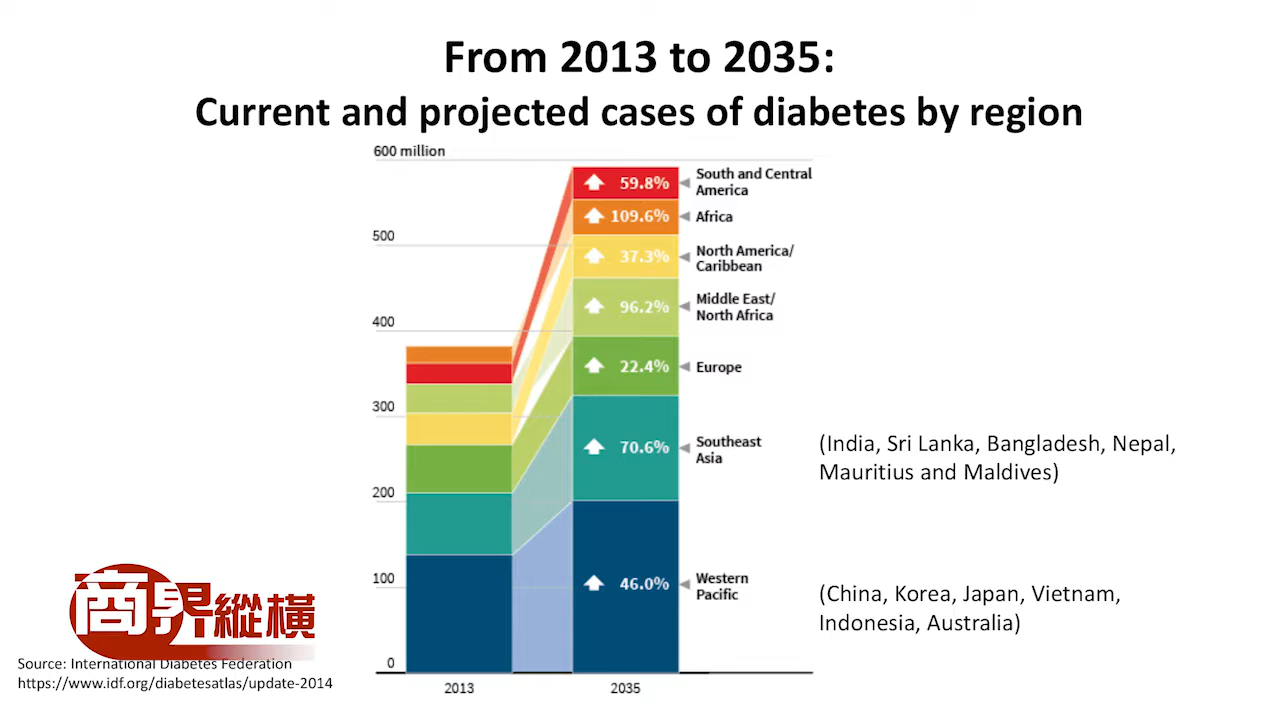 From 2013 to 2035:
Current and projected cases of diabetes by region
600 million
500
400
300
200
100
0
2013
2035
59.8%
South and Central
America
109.6%
Africa
37.3%
North America/
Caribbean
96.2%
Middle East/
North Africa
22.4%
Europe
70.6%
Southeast
Asia
(India, Sri Lanka, Bangladesh, Nepal,
Mauritius and Maldives)
46.0%
Western
Pacific
(China, Korea, Japan, Vietnam,
Indonesia, Australia)
商界縱橫
Source: International Diabetes Federation
https://www.idf.org/diabetesatlas/update-2014